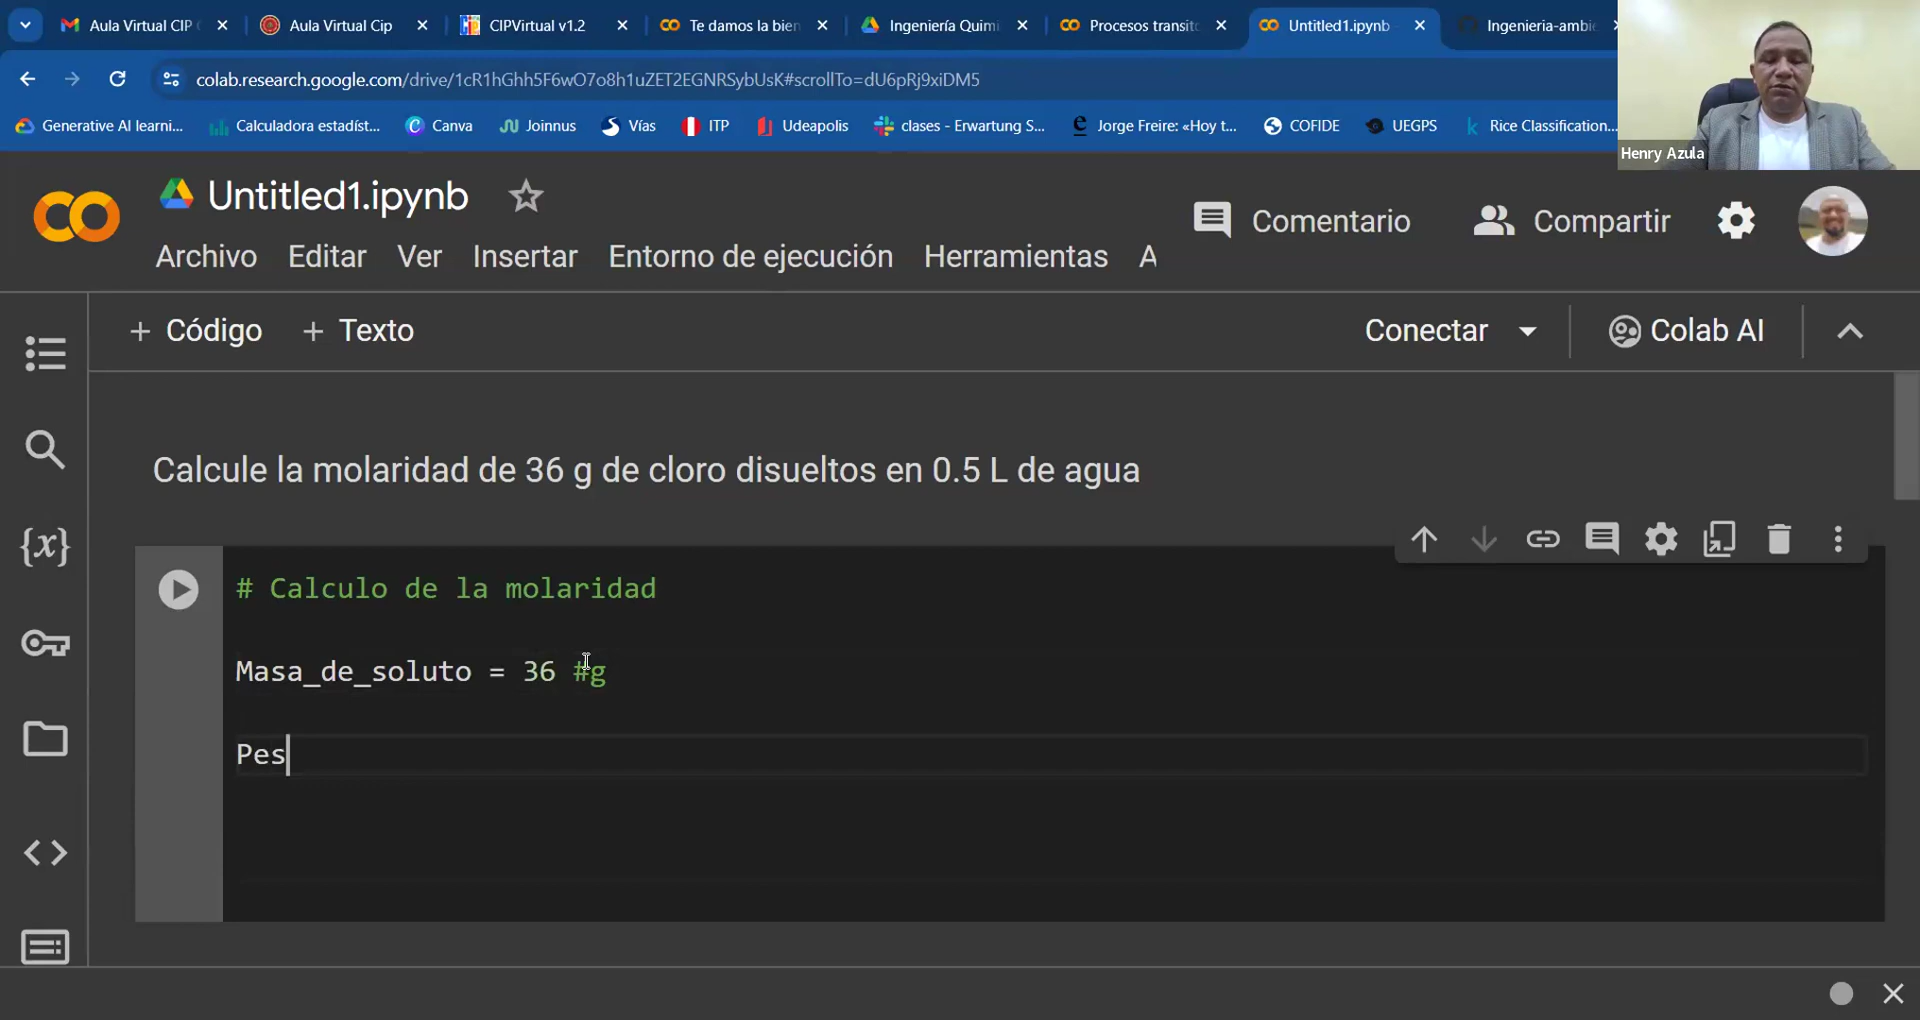 Aula Virtual CIP
Aula Virtual Cip
CIPVirtual v1.2
Te damos la bien
Ingeniería Quimi
Procesos transito
Untitled1.ipynb
Ingenieria-ambie
colab.research.google.com/drive/1cR1hGhh5F6wO7o8h1uZET2EGNRSybUsK#scrollTo=dU6pRj9xiDM5
Generative AI learni...
Calculadora estadíst...
Canva
Joinnus
Vías
ITP
Udeapolis
clases - Erwartung S...
Jorge Freire: «Hoy t...
COFIDE
UEGPS
Rice Classification...
Henry Azula
Untitled1.ipynb
Comentario
Compartir
Archivo Editar Ver Insertar Entorno de ejecución Herramientas A
+ Código + Texto
Conectar
Colab AI
Calcule la molaridad de 36 g de cloro disueltos en 0.5 L de agua
# Calculo de la molaridad
Masa_de_soluto = 36 #g
Pes